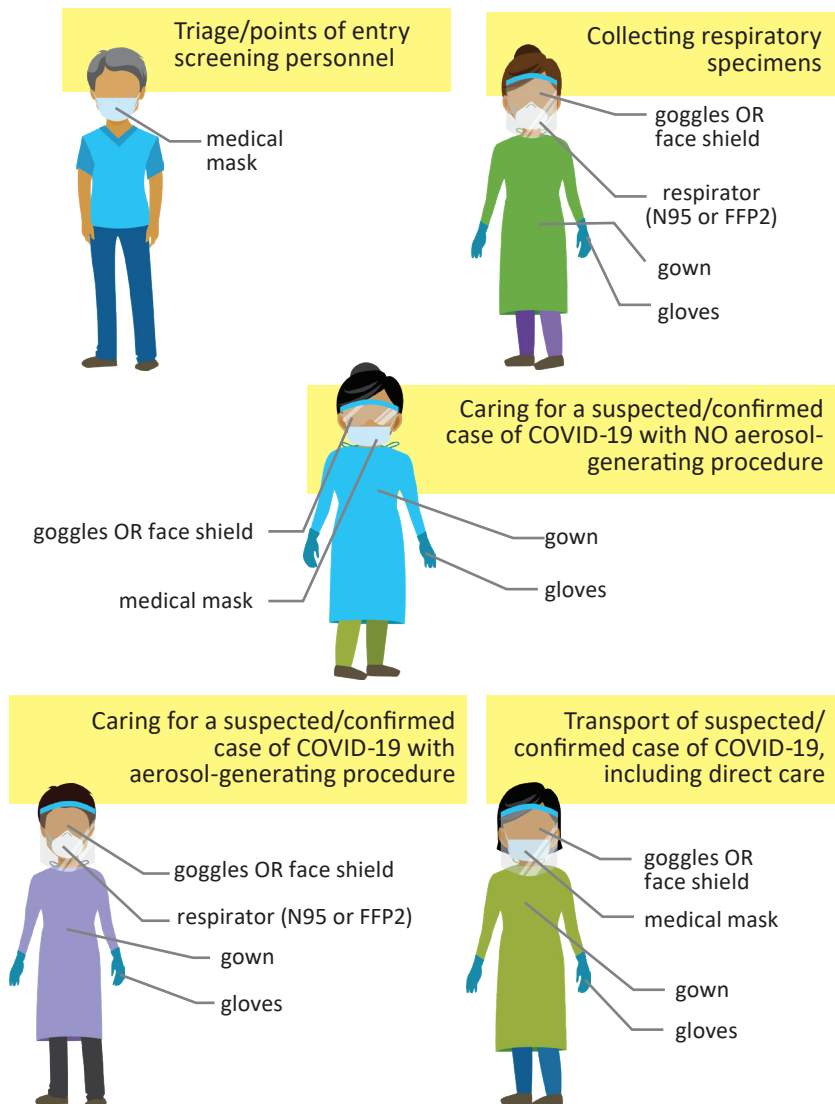 Triage/points of entry
screening personnel
medical
mask
Collecting respiratory
specimens
goggles OR
face shield
respirator
(N95 or FFP2)
gown
gloves
Caring for a suspected/confirmed
case of COVID-19 with NO aerosol-
generating procedure
goggles OR face shield
medical mask
gown
gloves
Caring for a suspected/confirmed
case of COVID-19 with
aerosol-generating procedure
goggles OR face shield
respirator (N95 or FFP2)
gown
gloves
Transport of suspected/
confirmed case of COVID-19,
including direct care
goggles OR
face shield
medical mask
gown
gloves